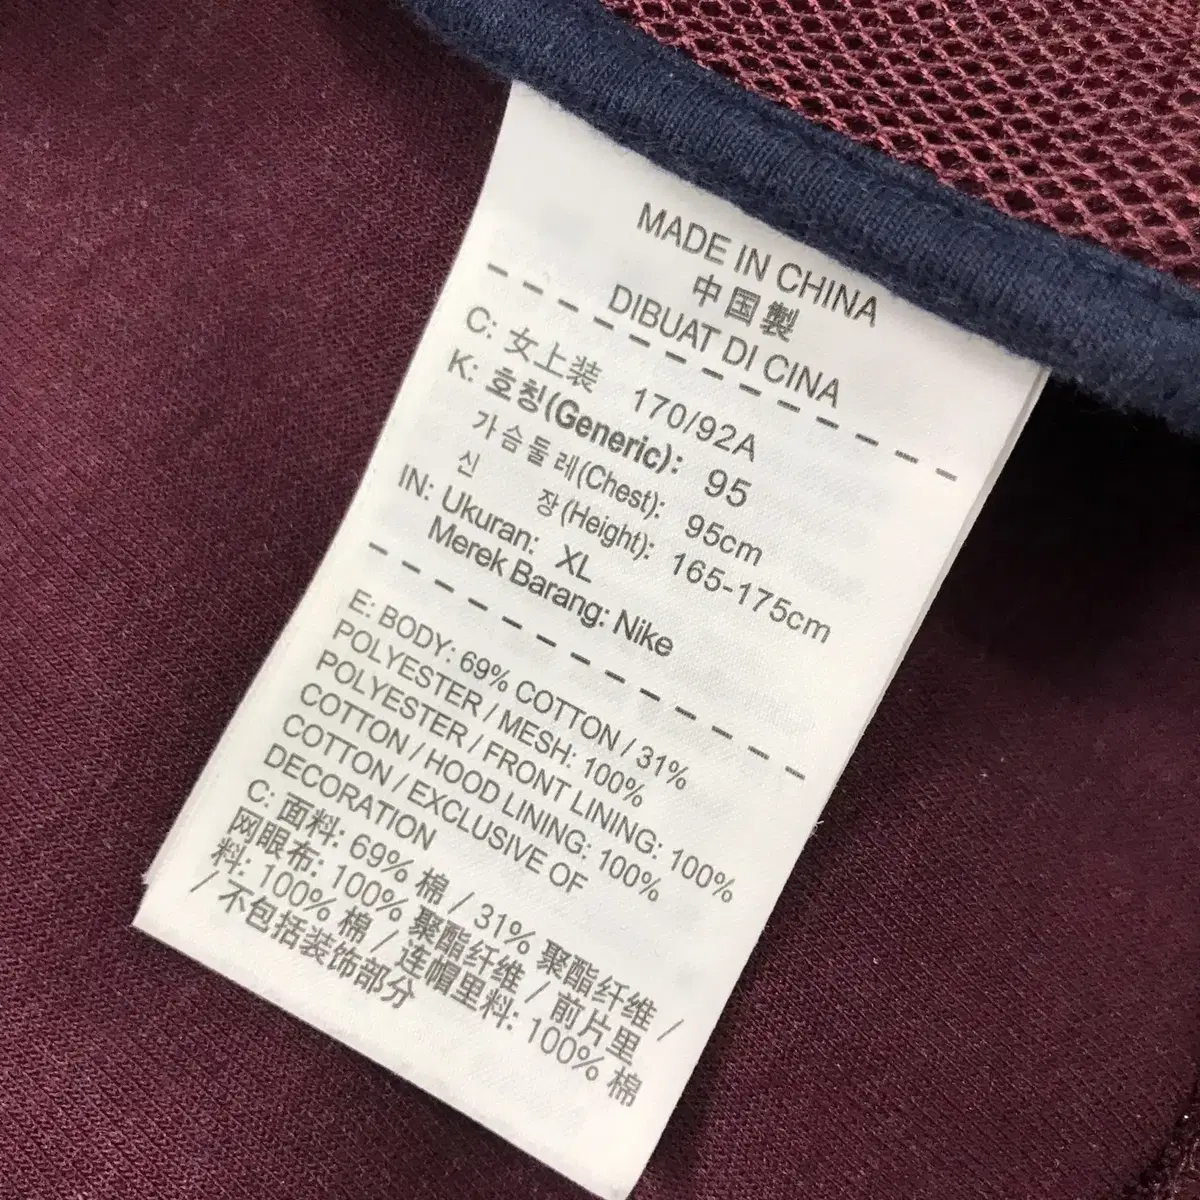 MADE IN CHINA
中国製
DIBUAT DI CINA
C: 女上装 170/92A
K: 호칭(Generic): 95
가슴둘레(Chest): 95cm
신 장(Height): 165-175cm
IN: Ukuran: XL
Merek Barang: Nike
E: BODY: 69% COTTON / 31%
POLYESTER / MESH: 100%
POLYESTER / FRONT LINING: 100%
COTTON / HOOD LINING: 100%
COTTON / EXCLUSIVE OF
DECORATION
C: 面料: 69% 棉 / 31% 聚酯纤维 /
网眼布: 100% 聚酯纤维 / 前片里
料: 100% 棉 / 连帽里料: 100% 棉
/ 不包括装饰部分